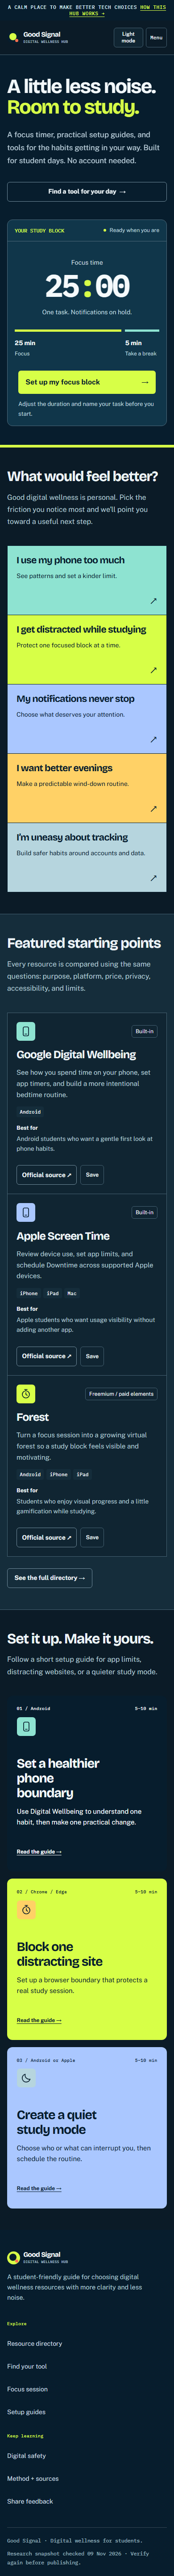 A CALM PLACE TO MAKE BETTER TECH CHOICES HOW THIS
HUB WORKS →
Good Signal
DIGITAL WELLNESS HUB
Light
mode
Menu
A little less noise.
Room to study.
A focus timer, practical setup guides, and
tools for the habits getting in your way. Built
for student days. No account needed.
Find a tool for your day →
YOUR STUDY BLOCK
Ready when you are
Focus time
25:00
One task. Notifications on hold.
25 min
5 min
Focus
Take a break
Set up my focus block →
Adjust the duration and name your task before you
start.
What would feel better?
Good digital wellness is personal. Pick the
friction you notice most and we'll point you
toward a useful next step.
I use my phone too much
See patterns and set a kinder limit.
↗
I get distracted while studying
Protect one focused block at a time.
↗
My notifications never stop
Choose what deserves your attention.
↗
I want better evenings
Make a predictable wind-down routine.
↗
I'm uneasy about tracking
Build safer habits around accounts and data.
↗
Featured starting points
Every resource is compared using the same
questions: purpose, platform, price, privacy,
accessibility, and limits.
Built-in
Google Digital Wellbeing
See how you spend time on your phone, set
app timers, and build a more intentional
bedtime routine.
Android
Best for
Android students who want a gentle first look at
phone habits.
Official source ↗
Save
Built-in
Apple Screen Time
Review device use, set app limits, and
schedule Downtime across supported Apple
devices.
iPhone iPad Mac
Best for
Apple students who want usage visibility without
adding another app.
Official source ↗
Save
Freemium / paid elements
Forest
Turn a focus session into a growing virtual
forest so a study block feels visible and
motivating.
Android iPhone iPad
Best for
Students who enjoy visual progress and a little
gamification while studying.
Official source ↗
Save
See the full directory →
Set it up. Make it yours.
Follow a short setup guide for app limits,
distracting websites, or a quieter study mode.
01 / Android
5–10 min
Set a healthier
phone
boundary
Use Digital Wellbeing to understand one
habit, then make one practical change.
Read the guide →
02 / Chrome / Edge
5–10 min
Block one
distracting site
Set up a browser boundary that protects a
real study session.
Read the guide →
03 / Android or Apple
5–10 min
Create a quiet
study mode
Choose who or what can interrupt you, then
schedule the routine.
Read the guide →
Good Signal
DIGITAL WELLNESS HUB
A student-friendly guide for choosing digital
wellness resources with more clarity and less
noise.
Explore
Resource directory
Find your tool
Focus session
Setup guides
Keep learning
Digital safety
Method + sources
Share feedback
Good Signal · Digital wellness for students.
Research snapshot checked 09 Nov 2026 · Verify
again before publishing.